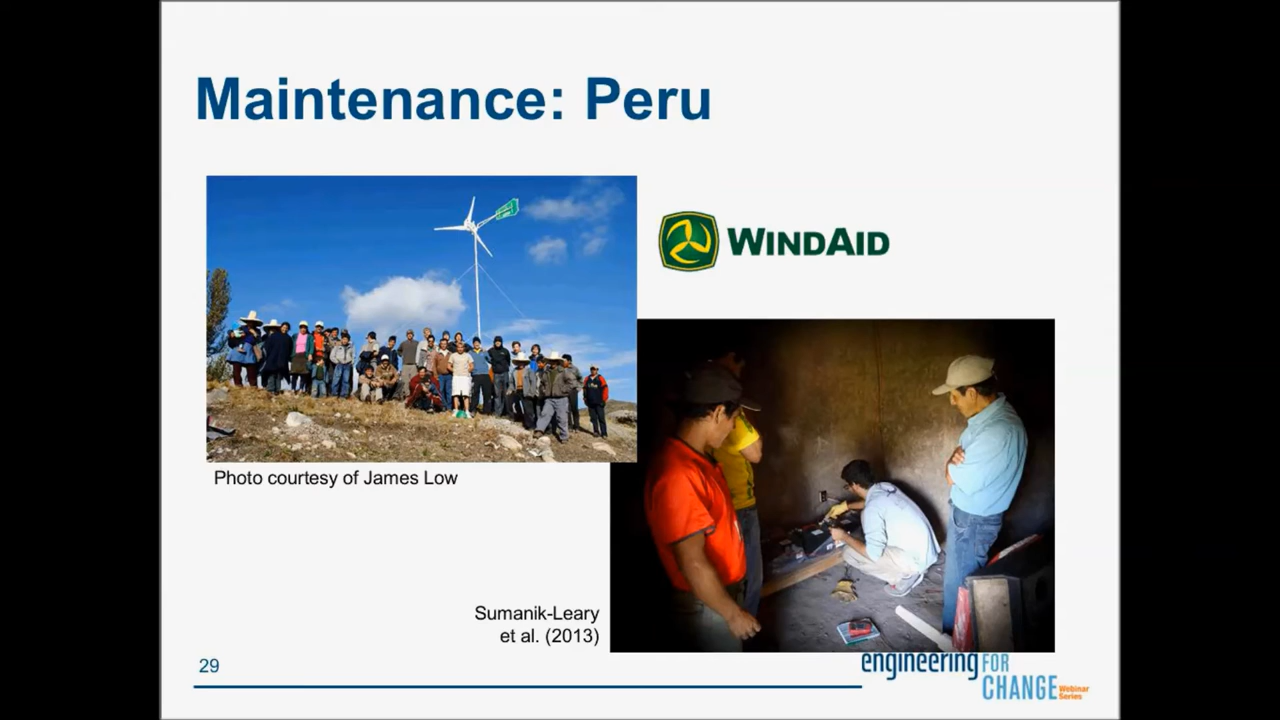 Maintenance: Peru
WINDAID
Photo courtesy of James Low
Sumanik-Leary
et al. (2013)
29
engineering FOR
CHANGE Webinar
Series